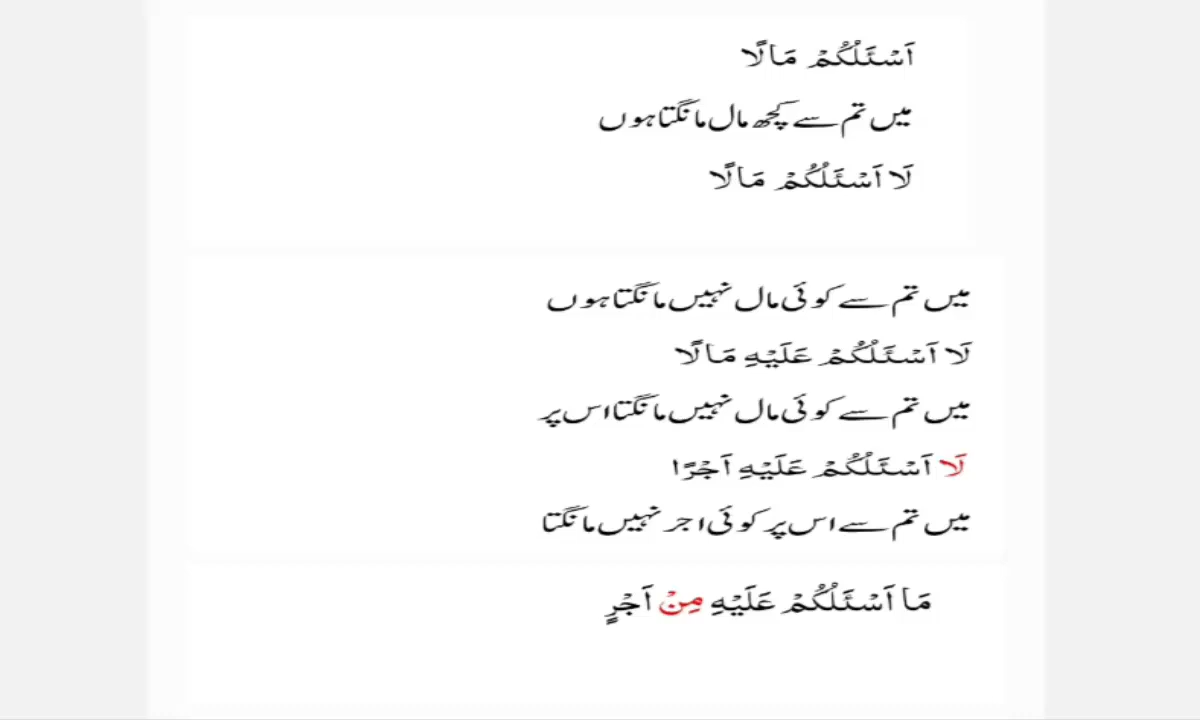 اَسْـَٔلُكُمْ مَالًا
میں تم سے کچھ مال مانگتا ہوں
لَا اَسْـَٔلُكُمْ مَالًا
میں تم سے کوئی مال نہیں مانگتا ہوں
لَا اَسْـَٔلُكُمْ عَلَيْهِ مَالًا
میں تم سے کوئی مال نہیں مانگتا اس پر
لَا اَسْـَٔلُكُمْ عَلَيْهِ اَجْرًا
میں تم سے اس پر کوئی اجر نہیں مانگتا
مَا اَسْـَٔلُكُمْ عَلَيْهِ مِنْ اَجْرٍ